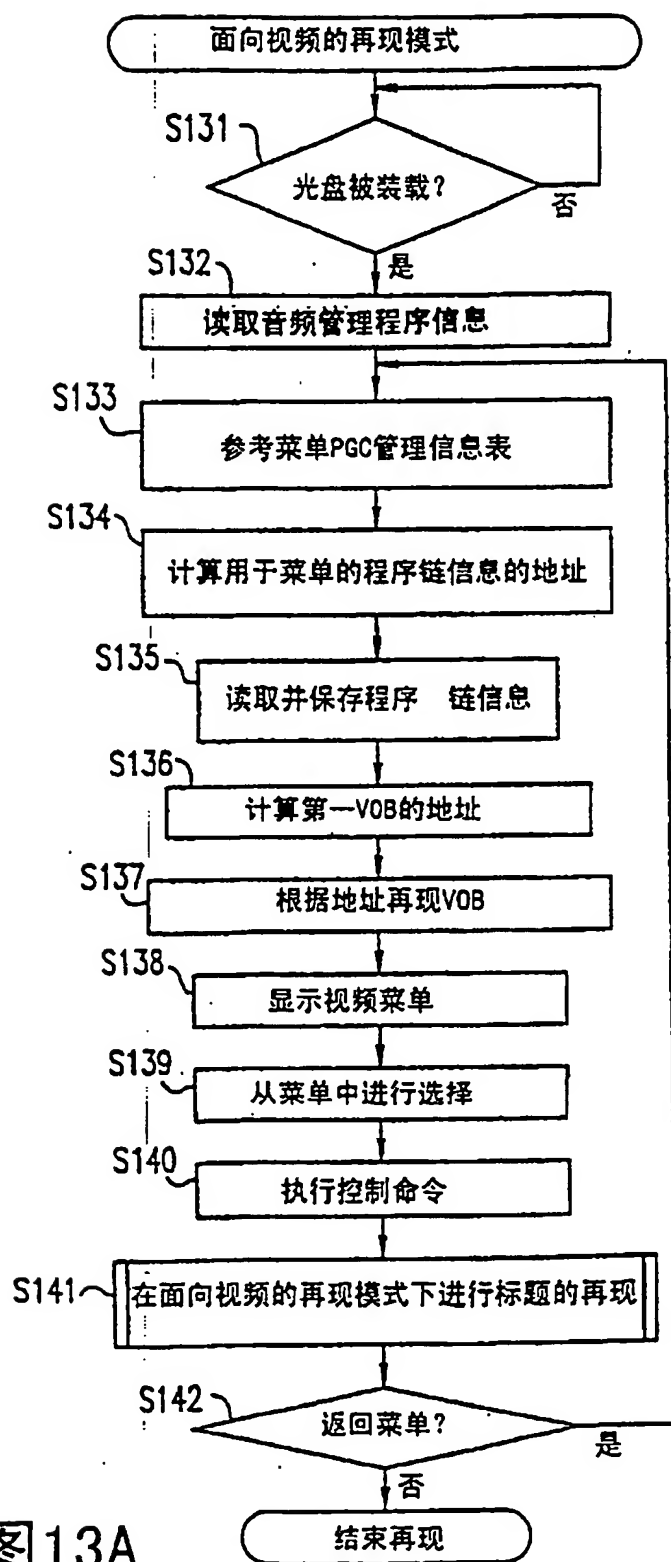 面向视频的再现模式
S131
光盘被装载?
否
是
S132
读取音频管理程序信息
S133
参考菜单PGC管理信息表
S134
计算用于菜单的程序链信息的地址
S135
读取并保存程序 链信息
S136
计算第一VOB的地址
S137
根据地址再现VOB
S138
显示视频菜单
S139
从菜单中进行选择
S140
执行控制命令
S141
在面向视频的再现模式下进行标题的再现
S142
返回菜单?
是
否
结束再现
图13A